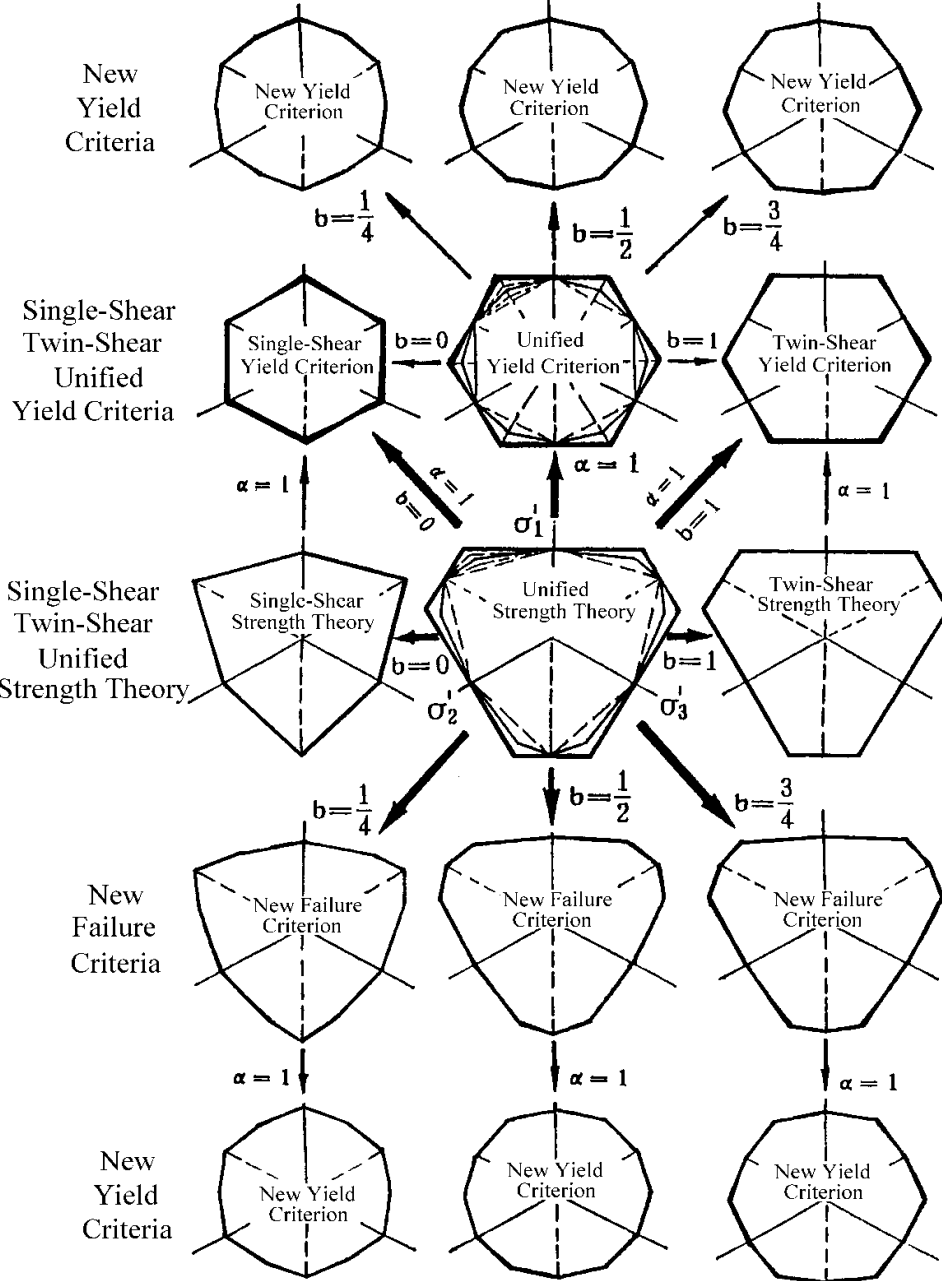 New
Yield
Criteria
New Yield
Criterion
New Yield
Criterion
New Yield
Criterion
b=1/4
b=1/2
b=3/4
Single-Shear
Twin-Shear
Unified
Yield Criteria
Single-Shear
Yield Criterion
b=0
Unified
Yield Criterion
b=1
Twin-Shear
Yield Criterion
α=1
α=1
b=0
α=1
α=1
b=1
α=1
σ′1
Single-Shear
Twin-Shear
Unified
Strength Theory
Single-Shear
Strength Theory
b=0
Unified
Strength Theory
b=1
Twin-Shear
Strength Theory
σ′2
σ′3
b=1/4
b=1/2
b=3/4
New
Failure
Criteria
New Failure
Criterion
New Failure
Criterion
New Failure
Criterion
α=1
α=1
α=1
New
Yield
Criteria
New Yield
Criterion
New Yield
Criterion
New Yield
Criterion